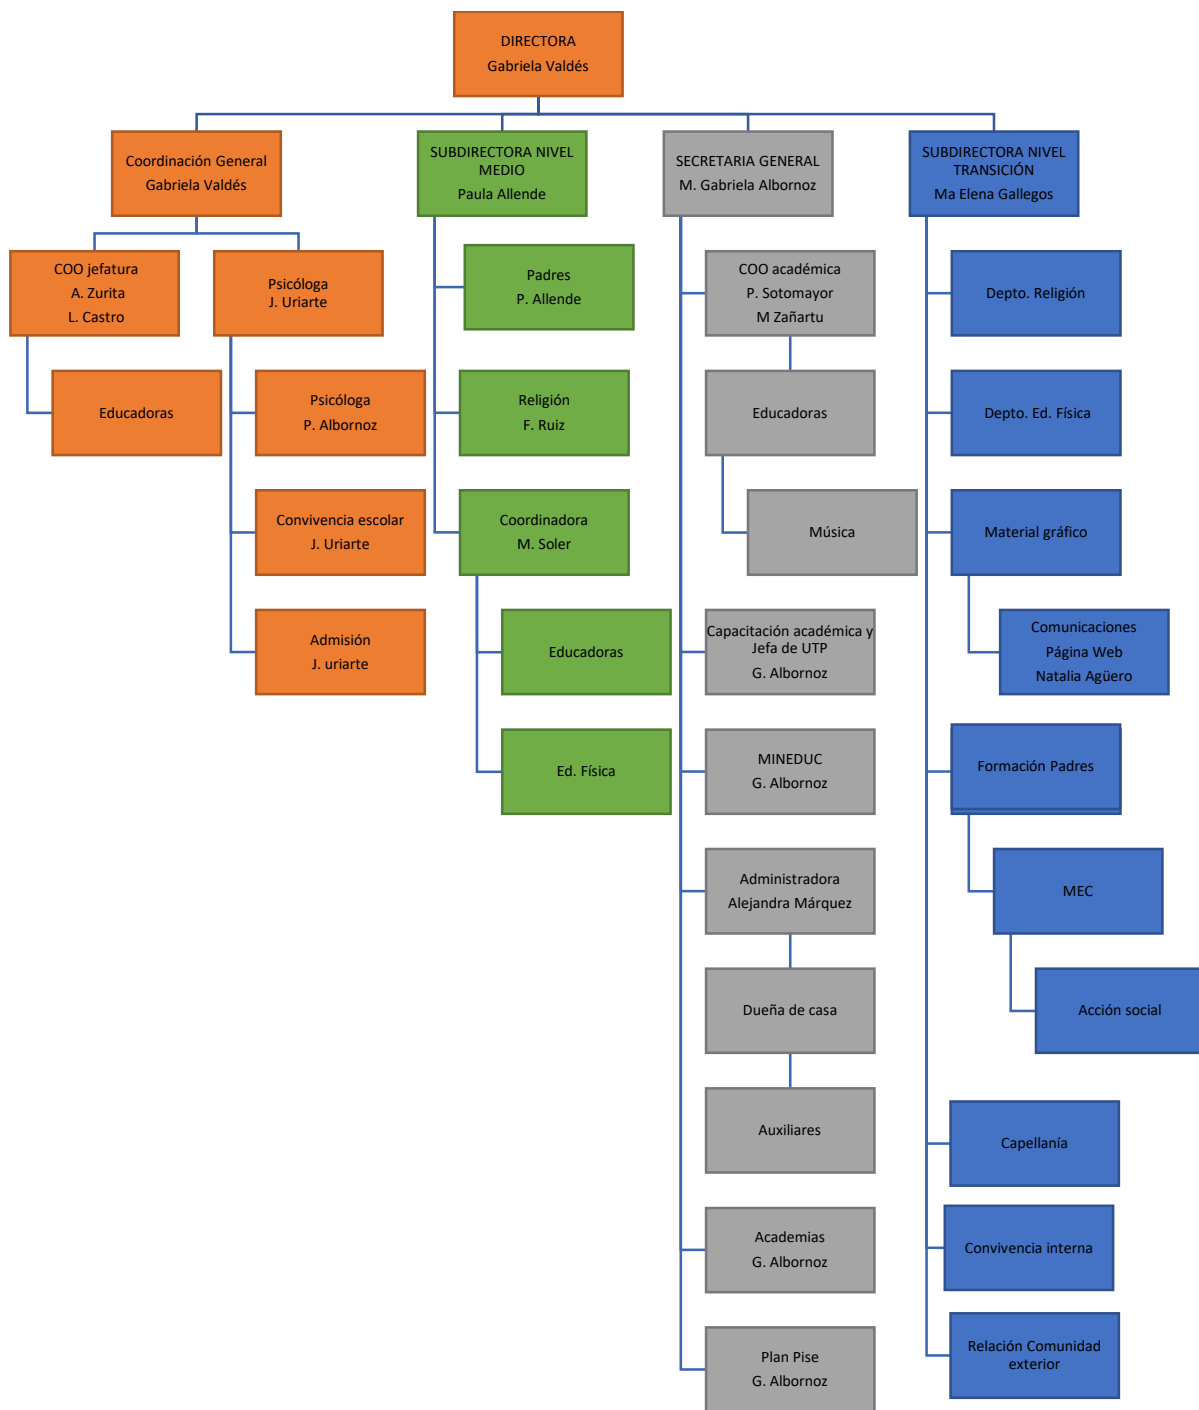 DIRECTORA
Gabriela Valdés
Coordinación General
Gabriela Valdés
SUBDIRECTORA NIVEL
MEDIO
Paula Allende
SECRETARIA GENERAL
M. Gabriela Albornoz
SUBDIRECTORA NIVEL
TRANSICIÓN
Ma Elena Gallegos
COO jefatura
A. Zurita
L. Castro
Psicóloga
J. Uriarte
Padres
P. Allende
COO académica
P. Sotomayor
M Zañartu
Depto. Religión
Educadoras
Psicóloga
P. Albornoz
Religión
F. Ruiz
Educadoras
Depto. Ed. Física
Convivencia escolar
J. Uriarte
Coordinadora
M. Soler
Música
Material gráfico
Admisión
J. uriarte
Educadoras
Capacitación académica y
Jefa de UTP
G. Albornoz
Comunicaciones
Página Web
Natalia Agüero
Ed. Física
MINEDUC
G. Albornoz
Formación Padres
Administradora
Alejandra Márquez
MEC
Dueña de casa
Acción social
Auxiliares
Capellanía
Academias
G. Albornoz
Convivencia interna
Plan Pise
G. Albornoz
Relación Comunidad
exterior